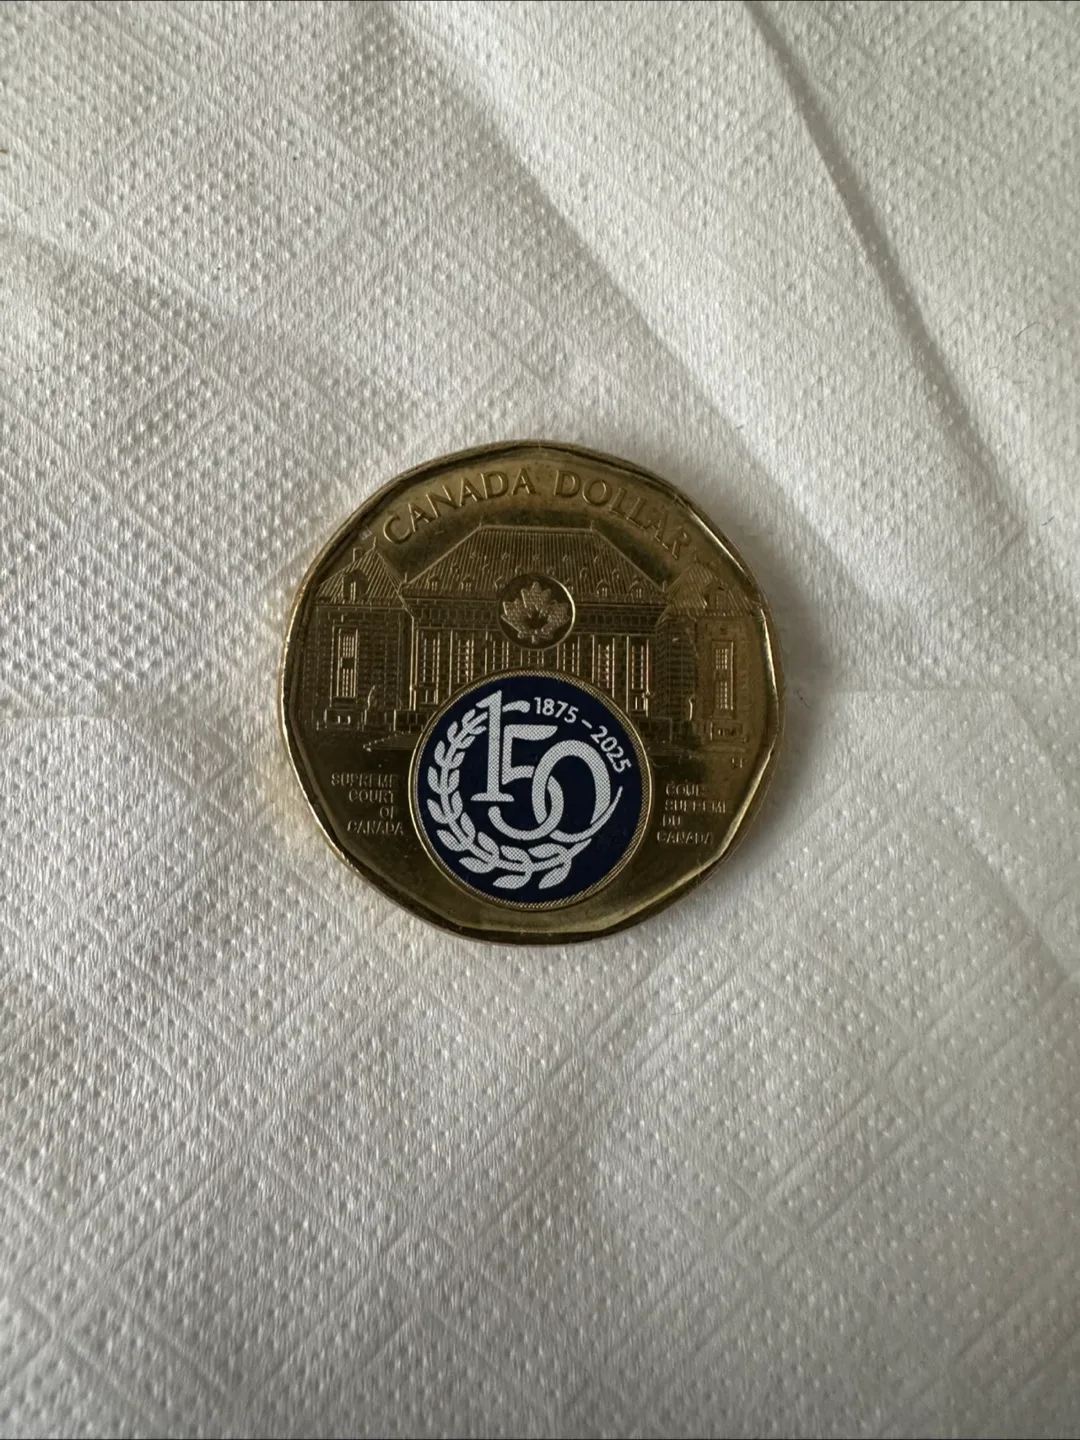 CANADA DOLLAR
150
1875-2025
SUPREME
COURT
OF
CANADA
COUR
SUPRÊME
DU
CANADA